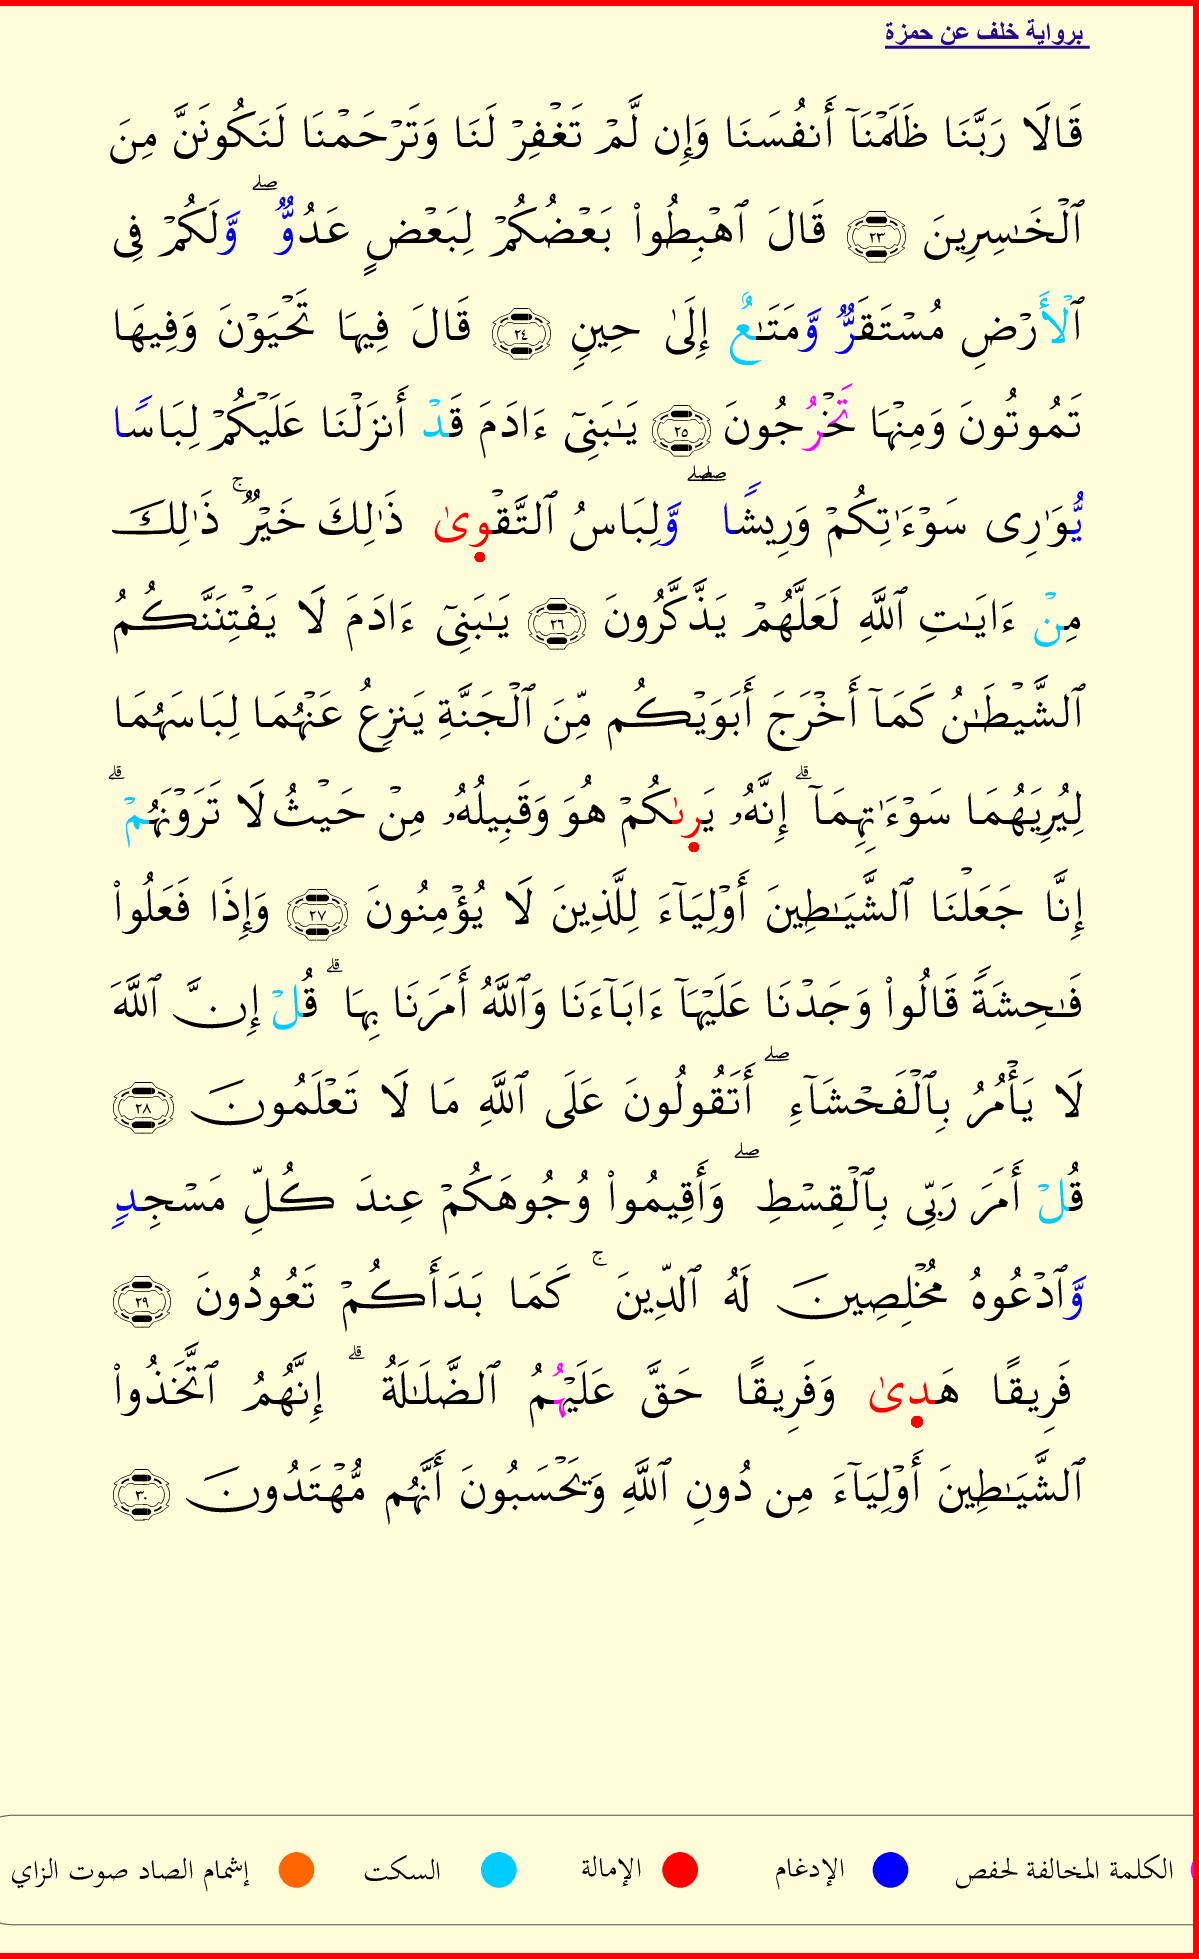 برواية خلف عن حمزة
قَالَا رَبَّنَا ظَلَمۡنَآ أَنفُسَنَا وَإِن لَّمۡ تَغۡفِرۡ لَنَا وَتَرۡحَمۡنَا لَنَكُونَنَّ مِنَ
ٱلۡخَٰسِرِينَ ٢٣ قَالَ ٱهۡبِطُواْ بَعۡضُكُمۡ لِبَعۡضٍ عَدُوّٞۖ وَّلَكُمۡ فِي
ٱلۡأَرۡضِ مُسۡتَقَرّٞ وَّمَتَٰعٌ إِلَىٰ حِينٖ ٢٤ قَالَ فِيهَا تَحۡيَوۡنَ وَفِيهَا
تَمُوتُونَ وَمِنۡهَا تَخۡرُجُونَ ٢٥ يَٰبَنِيٓ ءَادَمَ قَدۡ أَنزَلۡنَا عَلَيۡكُمۡ لِبَاسٗا
يُّوَٰرِي سَوۡءَٰتِكُمۡ وَرِيشٗاۖ وَّلِبَاسُ ٱلتَّقۡوِىٰ ذَٰلِكَ خَيۡرٞۚ ذَٰلِكَ
مِنۡ ءَايَٰتِ ٱللَّهِ لَعَلَّهُمۡ يَذَّكَّرُونَ ٢٦ يَٰبَنِيٓ ءَادَمَ لَا يَفۡتِنَنَّكُمُ
ٱلشَّيۡطَٰنُ كَمَآ أَخۡرَجَ أَبَوَيۡكُم مِّنَ ٱلۡجَنَّةِ يَنزِعُ عَنۡهُمَا لِبَاسَهُمَا
لِيُرِيَهُمَا سَوۡءَٰتِهِمَآۗ إِنَّهُۥ يَرِىٰكُمۡ هُوَ وَقَبِيلُهُۥ مِنۡ حَيۡثُ لَا تَرَوۡنَهُمۡۗ
إِنَّا جَعَلۡنَا ٱلشَّيَٰطِينَ أَوۡلِيَآءَ لِلَّذِينَ لَا يُؤۡمِنُونَ ٢٧ وَإِذَا فَعَلُواْ
فَٰحِشَةٗ قَالُواْ وَجَدۡنَا عَلَيۡهَآ ءَابَآءَنَا وَٱللَّهُ أَمَرَنَا بِهَاۗ قُلۡ إِنَّ ٱللَّهَ
لَا يَأۡمُرُ بِٱلۡفَحۡشَآءِۖ أَتَقُولُونَ عَلَى ٱللَّهِ مَا لَا تَعۡلَمُونَ ٢٨
قُلۡ أَمَرَ رَبِّي بِٱلۡقِسۡطِۖ وَأَقِيمُواْ وُجُوهَكُمۡ عِندَ كُلِّ مَسۡجِدٖ
وَّٱدۡعُوهُ مُخۡلِصِينَ لَهُ ٱلدِّينَۚ كَمَا بَدَأَكُمۡ تَعُودُونَ ٢٩
فَرِيقًا هَدِىٰ وَفَرِيقًا حَقَّ عَلَيۡهُمُ ٱلضَّلَٰلَةُۗ إِنَّهُمُ ٱتَّخَذُواْ
ٱلشَّيَٰطِينَ أَوۡلِيَآءَ مِن دُونِ ٱللَّهِ وَيَحۡسَبُونَ أَنَّهُم مُّهۡتَدُونَ ٣٠
الكلمة المخالفة لحفص الإدغام الإمالة السكت إشمام الصاد صوت الزاي